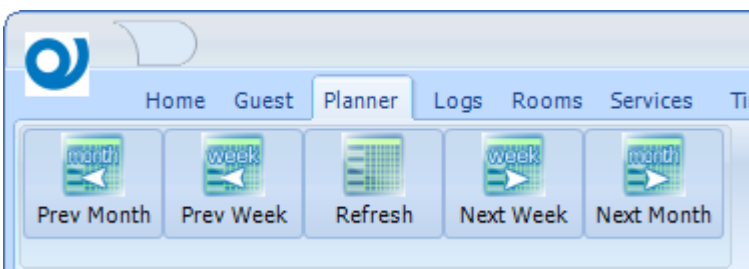 Home Guest Planner Logs Rooms Services Ti
month week week month
Prev Month Prev Week Refresh Next Week Next Month